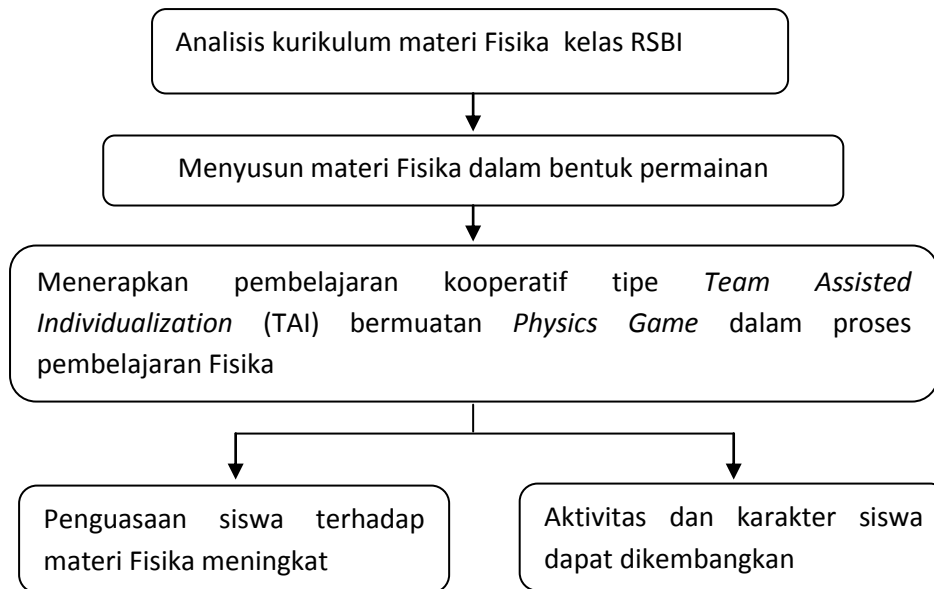 Analisis kurikulum materi Fisika kelas RSBI
Menyusun materi Fisika dalam bentuk permainan
Menerapkan pembelajaran kooperatif tipe Team Assisted
Individualization (TAI) bermuatan Physics Game dalam proses
pembelajaran Fisika
Penguasaan siswa terhadap
materi Fisika meningkat
Aktivitas dan karakter siswa
dapat dikembangkan